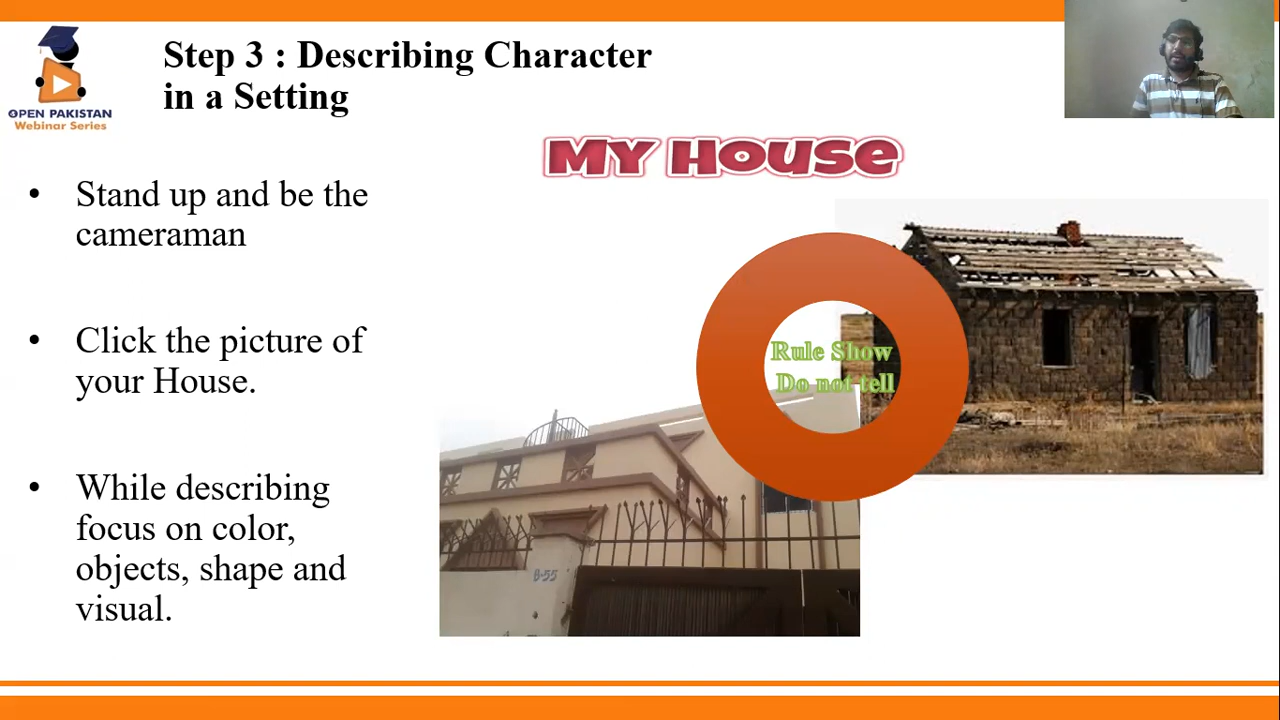 OPEN PAKISTAN
Webinar Series
Step 3 : Describing Character
in a Setting
My House
• Stand up and be the
cameraman
• Click the picture of
your House.
• While describing
focus on color,
objects, shape and
visual.
Rule Show
Do not tell
B-55